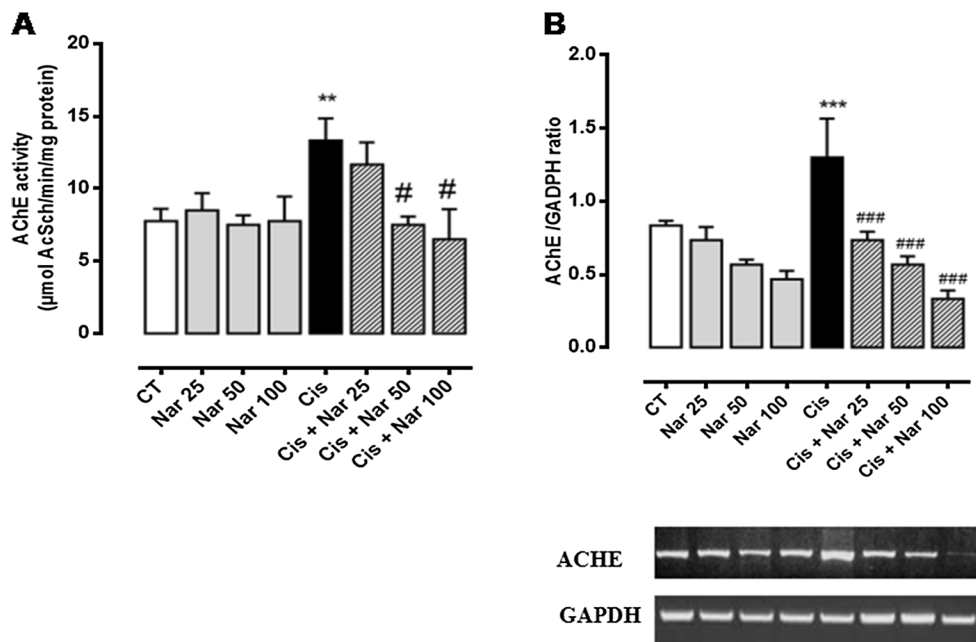 A
AChE activity
(µmol AcSch/min/mg protein)
20
15
10
5
0
**
#
#
CT
Nar 25
Nar 50
Nar 100
Cis
Cis + Nar 25
Cis + Nar 50
Cis + Nar 100
B
AChE /GADPH ratio
2.0
1.5
1.0
0.5
0.0
***
###
###
###
CT
Nar 25
Nar 50
Nar 100
Cis
Cis + Nar 25
Cis + Nar 50
Cis + Nar 100
ACHE
GAPDH